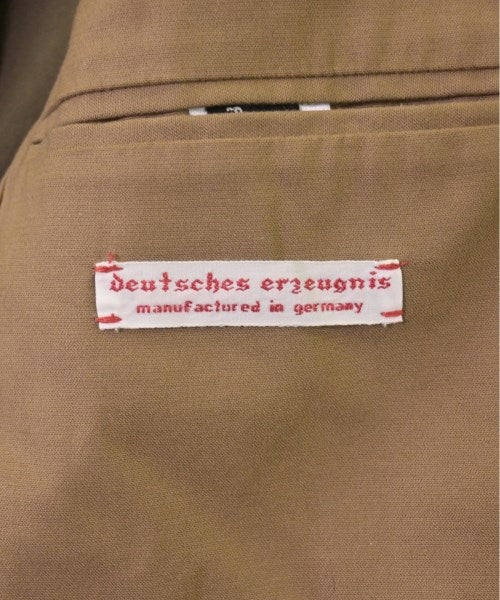 deutsches erzeugnis
manufactured in germany